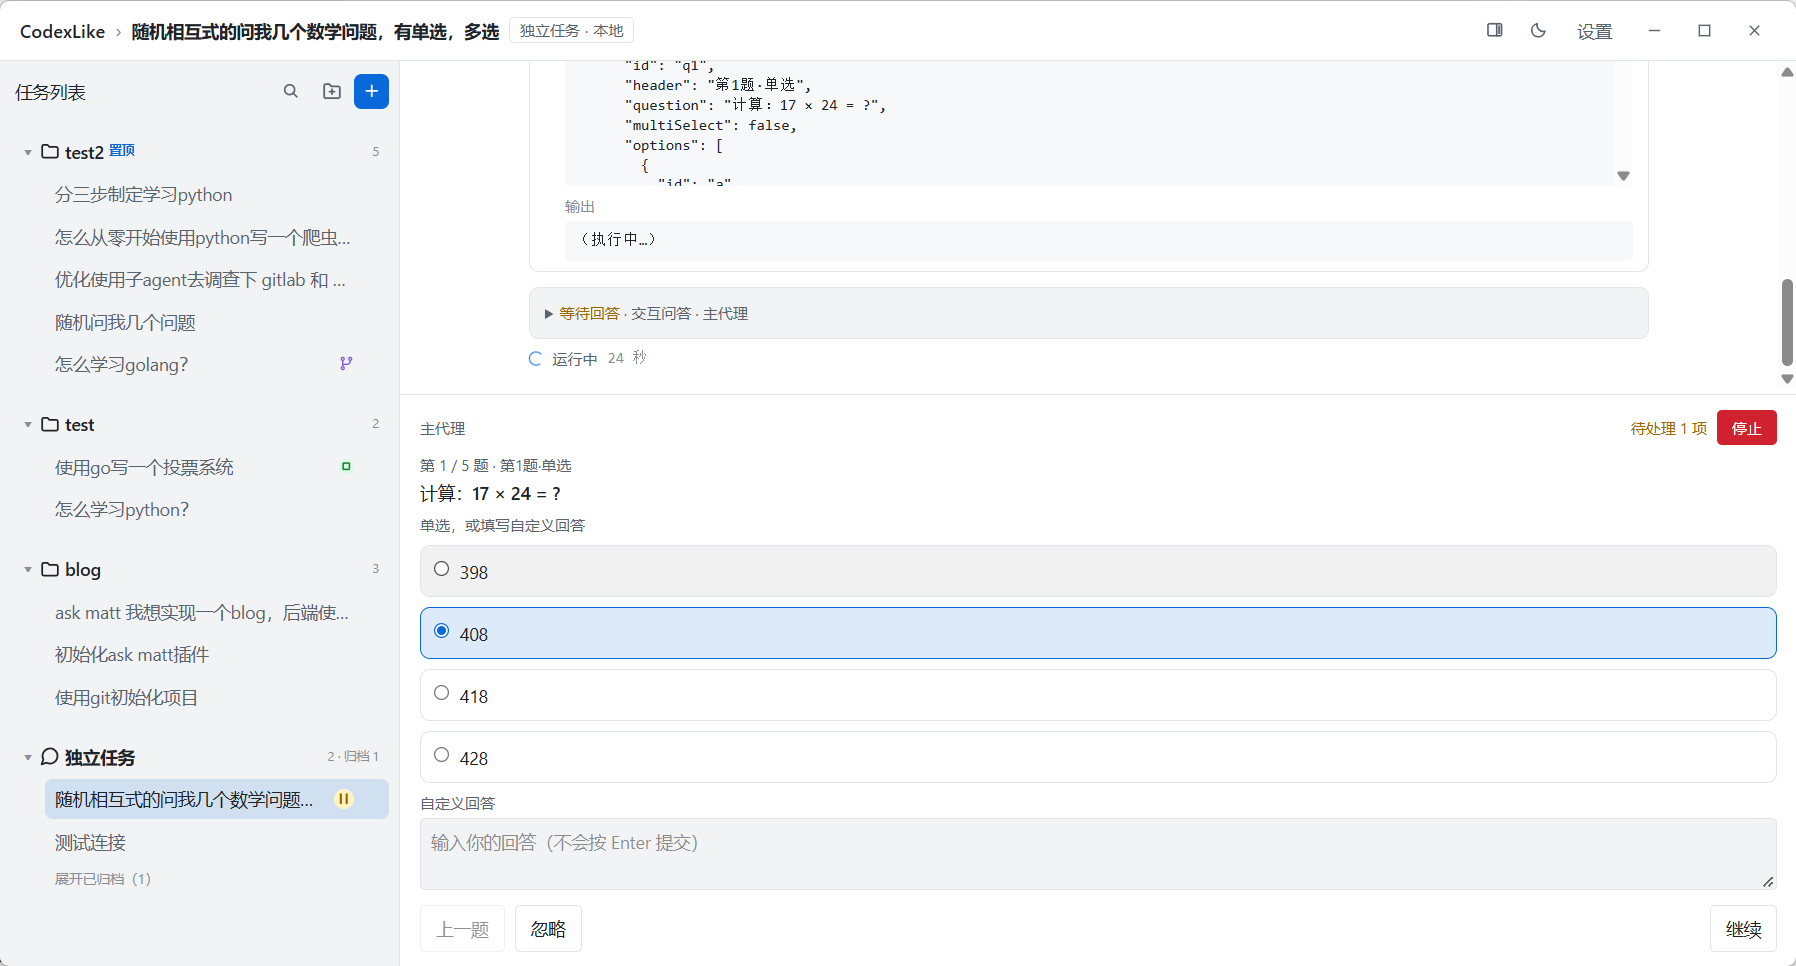 CodexLike › 随机相互式的问我几个数学问题，有单选，多选 独立任务 · 本地 设置
任务列表
test2 置顶 5
分三步制定学习python
怎么从零开始使用python写一个爬虫...
优化使用子agent去调查下 gitlab 和 ...
随机问我几个问题
怎么学习golang?
test 2
使用go写一个投票系统
怎么学习python?
blog 3
ask matt 我想实现一个blog，后端使...
初始化ask matt插件
使用git初始化项目
独立任务 2 · 归档 1
随机相互式的问我几个数学问题...
测试连接
展开已归档（1）
"id": "q1",
"header": "第1题·单选",
"question": "计算：17 × 24 = ?",
"multiSelect": false,
"options": [
{
"id": "a"
输出
（执行中…）
等待回答 · 交互问答 · 主代理
运行中 24 秒
主代理 待处理 1 项 停止
第 1 / 5 题 · 第1题·单选
计算：17 × 24 = ?
单选，或填写自定义回答
398
408
418
428
自定义回答
输入你的回答（不会按 Enter 提交）
上一题 忽略 继续